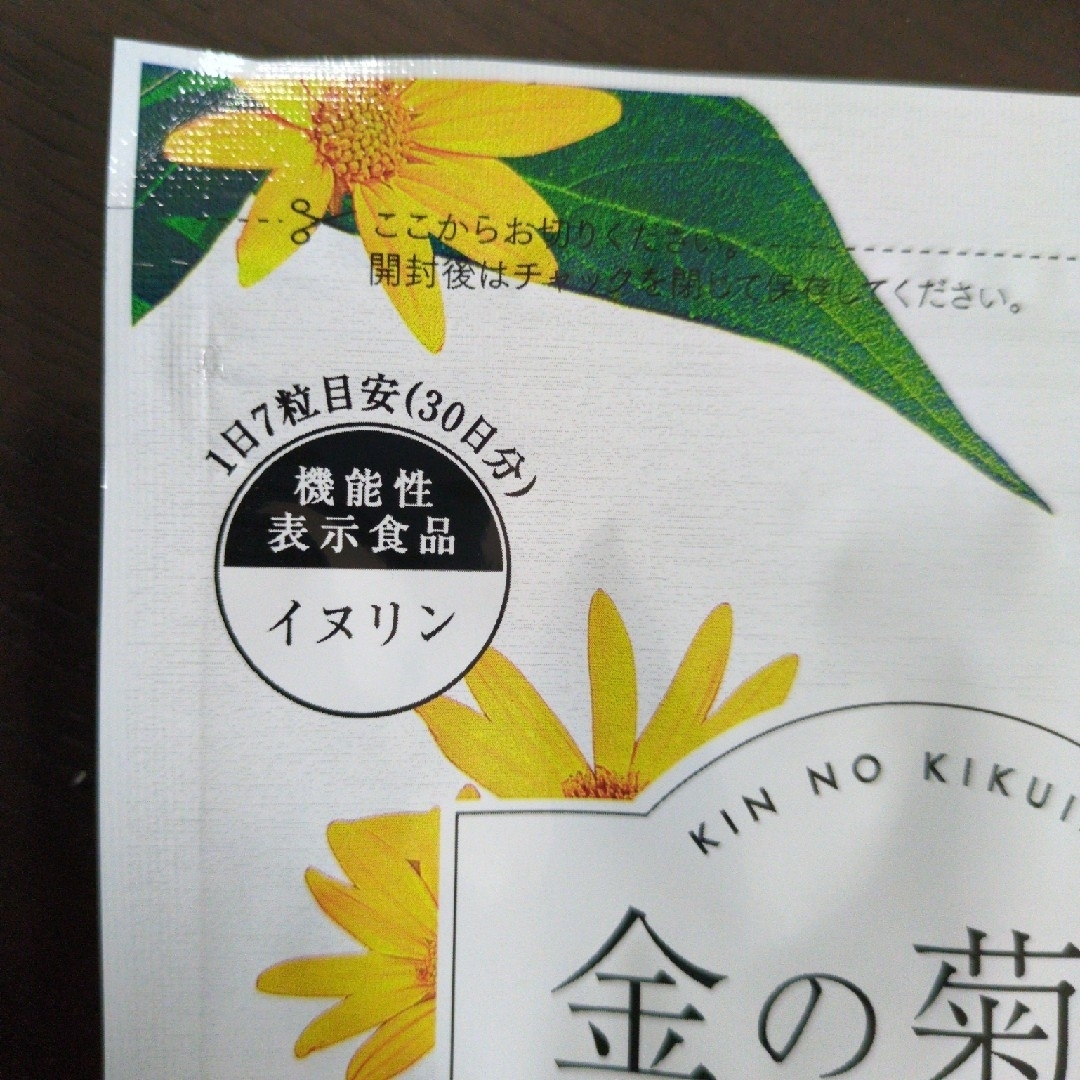 ここからお切りください。
開封後はチャックを閉じて保存してください。
1日7粒目安(30日分)
機能性
表示食品
イヌリン
KIN NO KIKUI
金の菊